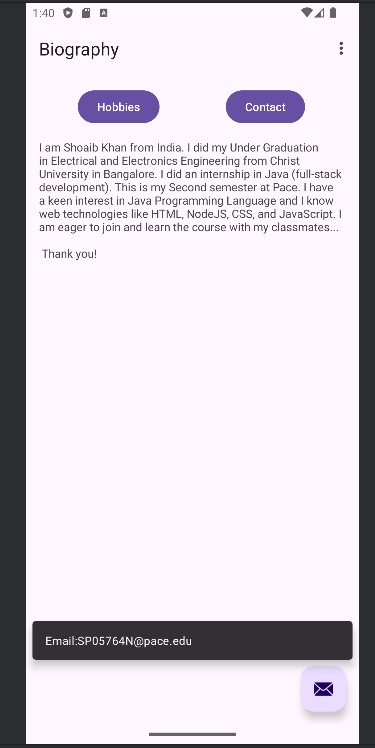 1:40
Biography
Hobbies
Contact
I am Shoaib Khan from India. I did my Under Graduation
in Electrical and Electronics Engineering from Christ
University in Bangalore. I did an internship in Java (full-stack
development). This is my Second semester at Pace. I have
a keen interest in Java Programming Language and I know
web technologies like HTML, NodeJS, CSS, and JavaScript. I
am eager to join and learn the course with my classmates...
Thank you!
Email:SP05764N@pace.edu